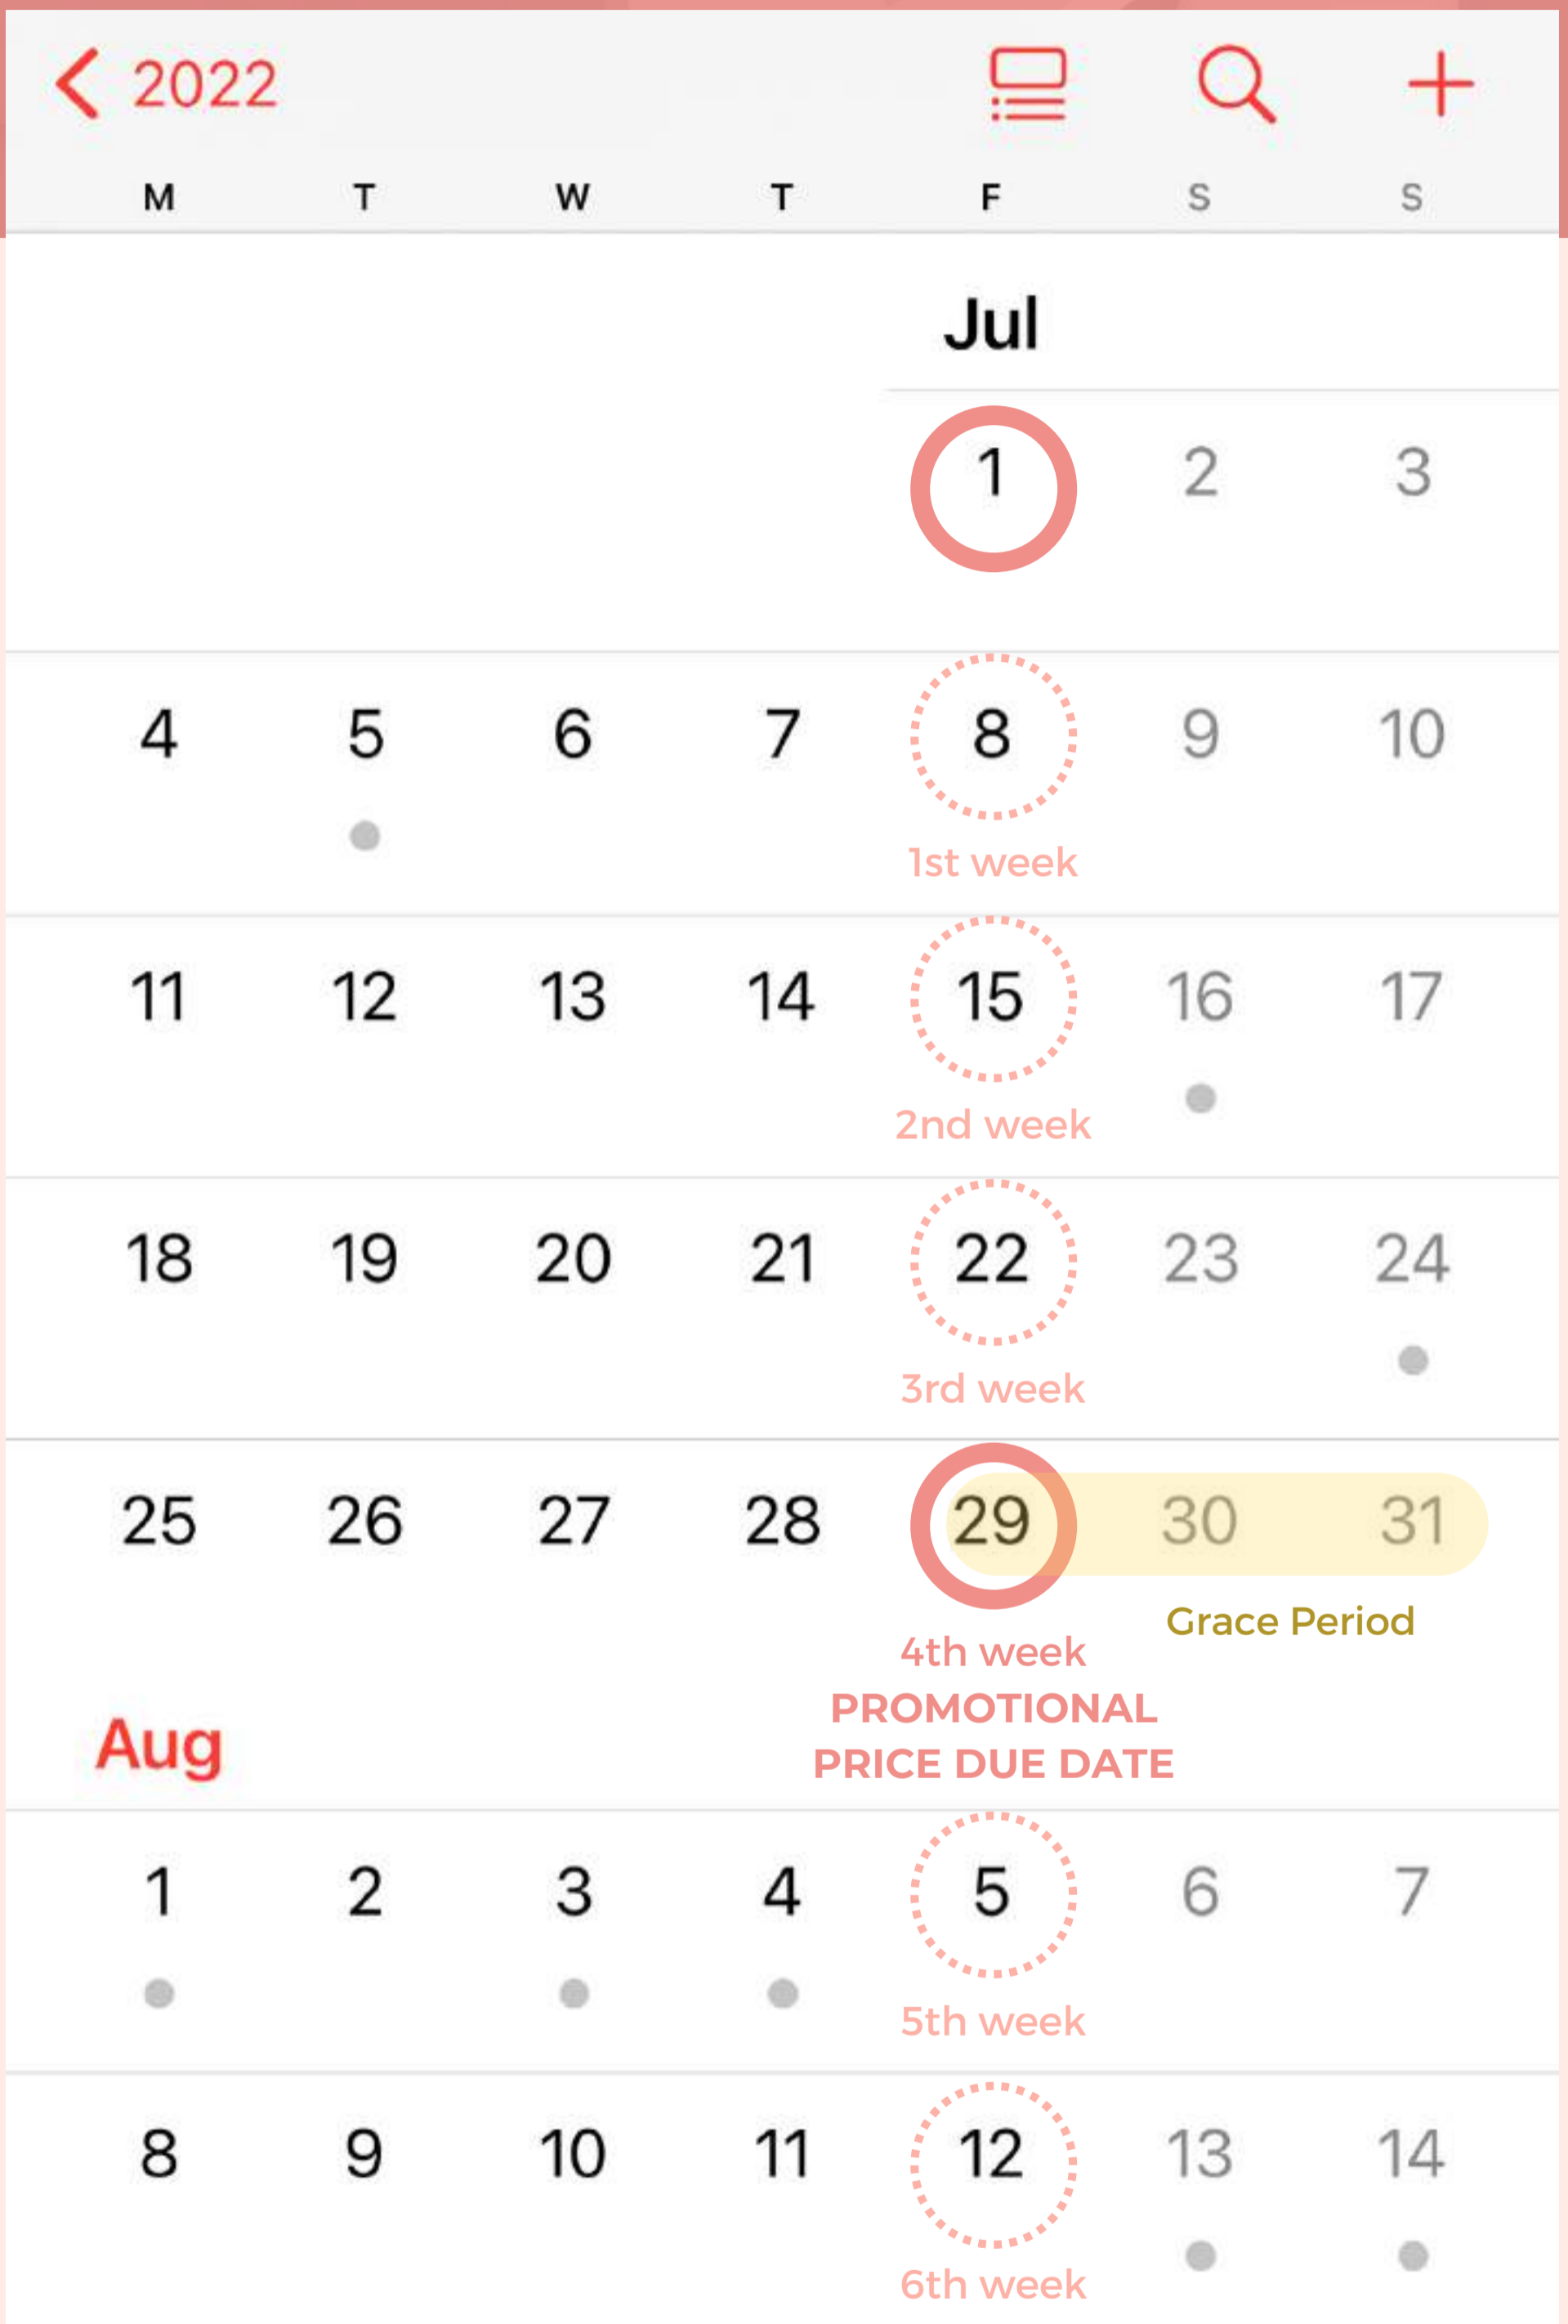 2022
M T W T F S S
Jul
1 2 3
4 5 6 7 8 9 10
1st week
11 12 13 14 15 16 17
2nd week
18 19 20 21 22 23 24
3rd week
25 26 27 28 29 30 31
Grace Period
4th week
PROMOTIONAL
PRICE DUE DATE
Aug
1 2 3 4 5 6 7
5th week
8 9 10 11 12 13 14
6th week